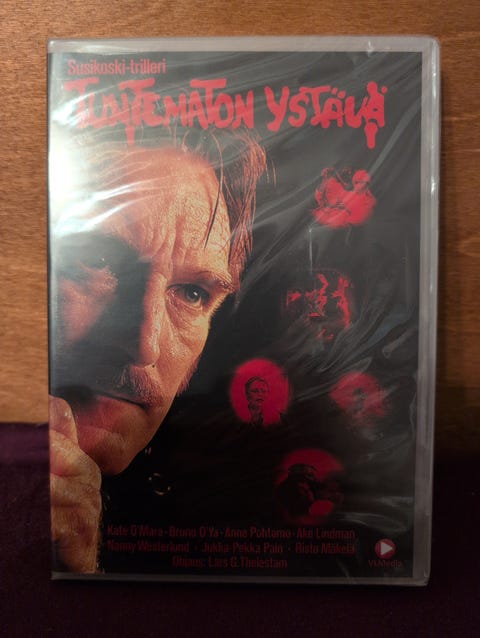 Susikoski-trilleri
TUNTEMATON YSTÄVÄ
Kate O'Mara · Bruno O'Ya · Anne Pohtamo · Åke Lindman
Nanny Westerlund · Jukka-Pekka Palo · Risto Mäkelä
Ohjaus: Lars G. Thelestam
VLMedia